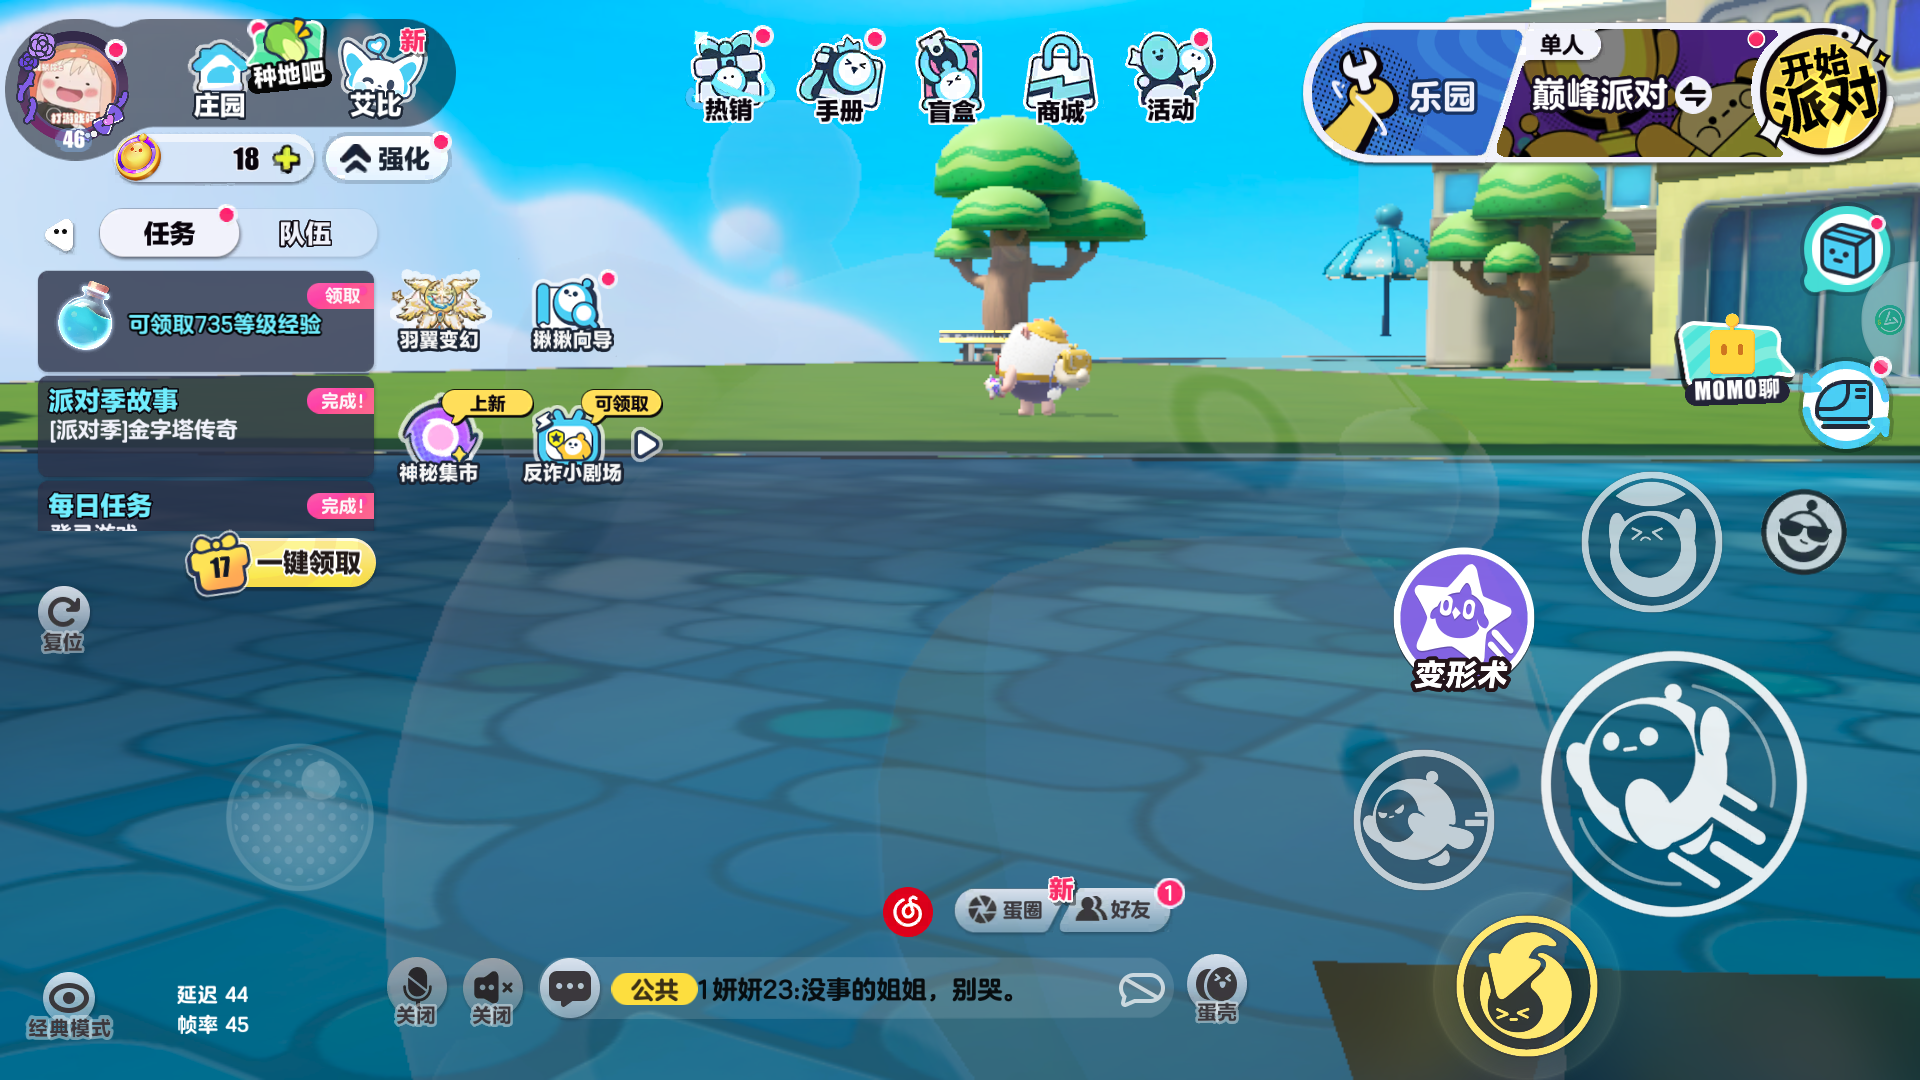 庄园
种地吧
新
艾比
46
18
强化
热销
手册
盲盒
商城
活动
乐园
单人
巅峰派对
开始
派对
任务
队伍
领取
可领取735等级经验
派对季故事
完成!
[派对季]金字塔传奇
每日任务
完成!
登录游戏
17
一键领取
羽翼变幻
揪揪向导
上新
神秘集市
可领取
反诈小剧场
复位
MOMO聊
变形术
新
蛋圈
好友
1
经典模式
延迟 44
帧率 45
关闭
关闭
公共
1妍妍23:没事的姐姐，别哭。
蛋壳